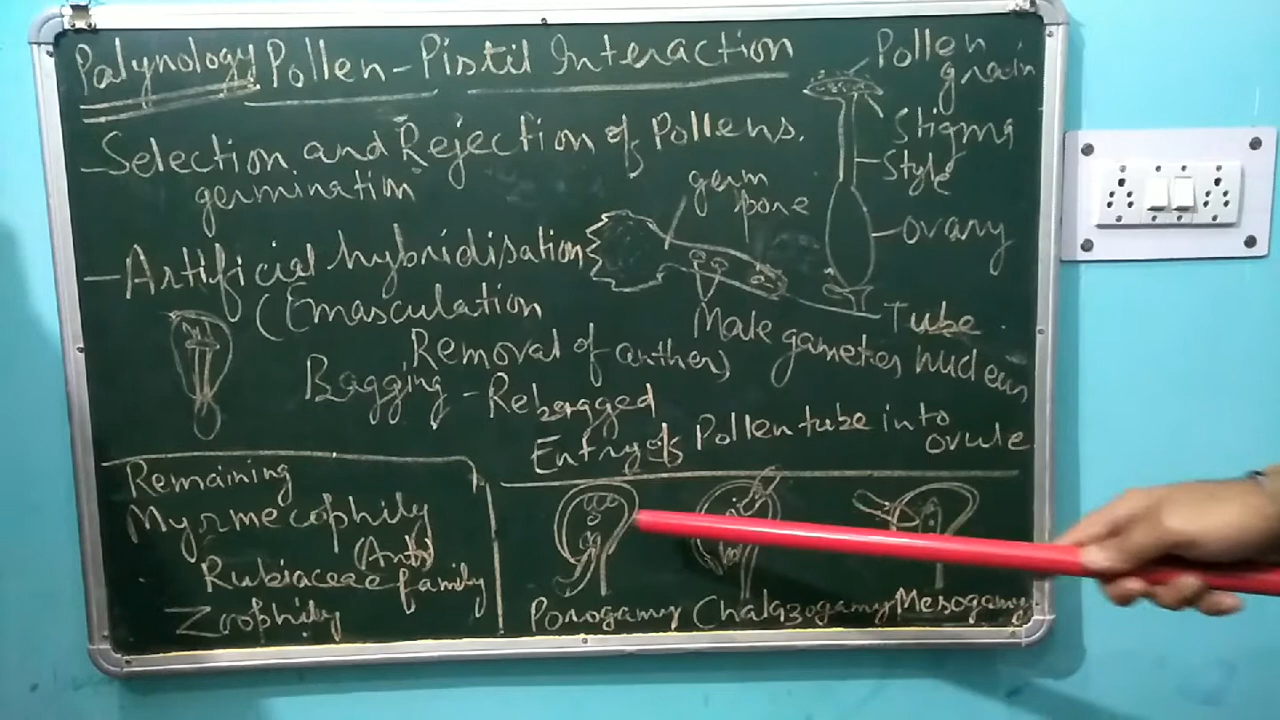 Palynology Pollen-Pistil Interaction
- Selection and Rejection of Pollens.
germination
- Artificial hybridisation
(Emasculation
Removal of anthers)
Bagging - Rebagged
Pollen
grain
Stigma
Style
ovary
germ
pore
Tube
nucleus
Male gametes
Entry of Pollen tube into
ovule
Porogamy Chalazogamy Mesogamy
Remaining
Myrmecophily
(Ants)
Rubiaceae family
Zoophily